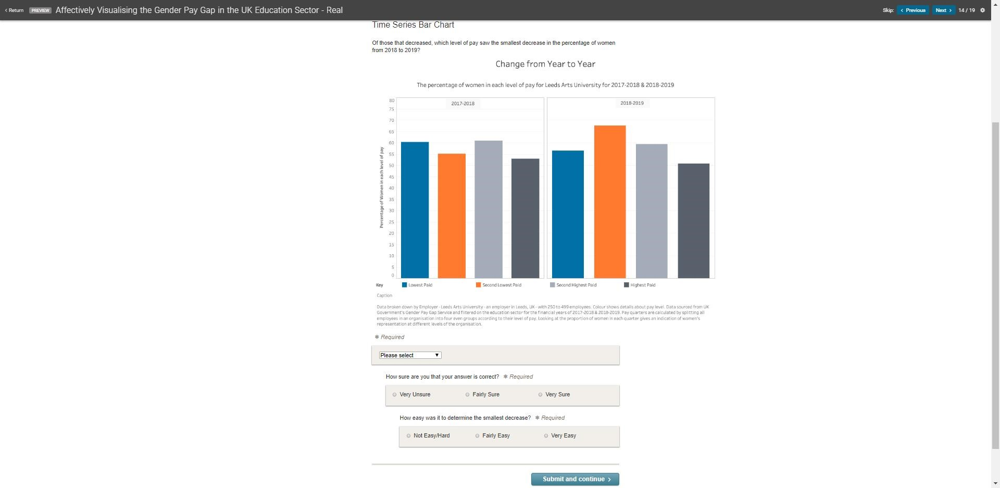 Return PREVIEW Affectively Visualising the Gender Pay Gap in the UK Education Sector - Real Skip: Previous Next 14 / 19
Time Series Bar Chart
Of those that decreased, which level of pay saw the smallest decrease in the percentage of women
from 2018 to 2019?
Change from Year to Year
The percentage of women in each level of pay for Leeds Arts University for 2017-2018 & 2018-2019
2017-2018 2018-2019
Percentage of Women in each level of pay
80
75
70
65
60
55
50
45
40
35
30
25
20
15
10
5
0
Key Lowest Paid Second Lowest Paid Second Highest Paid Highest Paid
Caption
Data broken down by Employer - Leeds Arts University - an employer in Leeds, UK - with 250 to 499 employees. Colour shows details about pay level. Data sourced from UK
Government's Gender Pay Gap Service and filtered on the education sector for the financial years of 2017-2018 & 2018-2019. Pay quarters are calculated by splitting all
employees in an organisation into four even groups according to their level of pay. Looking at the proportion of women in each quarter gives an indication of women's
representation at different levels of the organisation.
* Required
Please select
How sure are you that your answer is correct? * Required
Very Unsure Fairly Sure Very Sure
How easy was it to determine the smallest decrease? * Required
Not Easy/Hard Fairly Easy Very Easy
Submit and continue